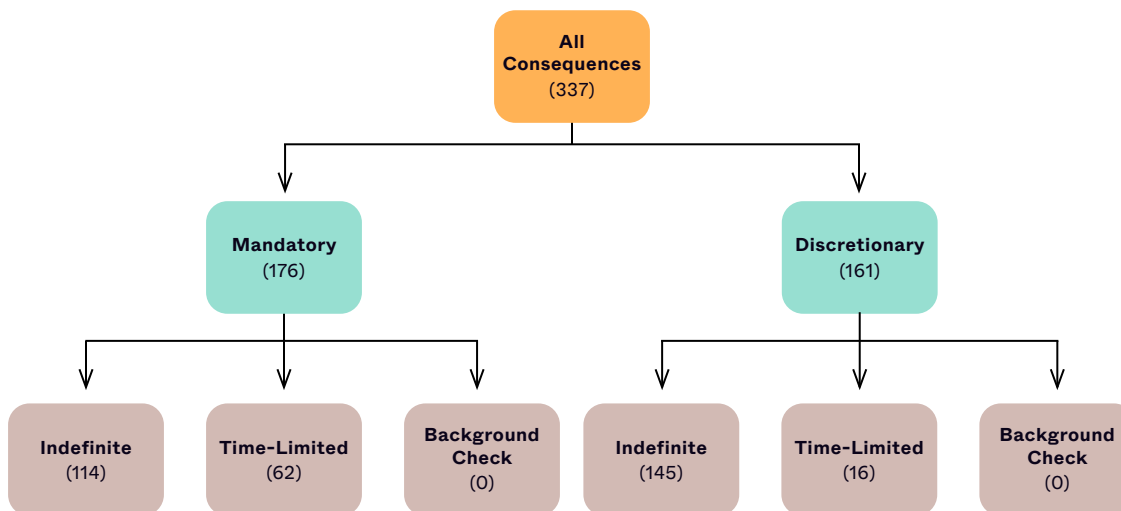 All
Consequences
(337)
Mandatory
(176)
Discretionary
(161)
Indefinite
(114)
Time-Limited
(62)
Background
Check
(0)
Indefinite
(145)
Time-Limited
(16)
Background
Check
(0)